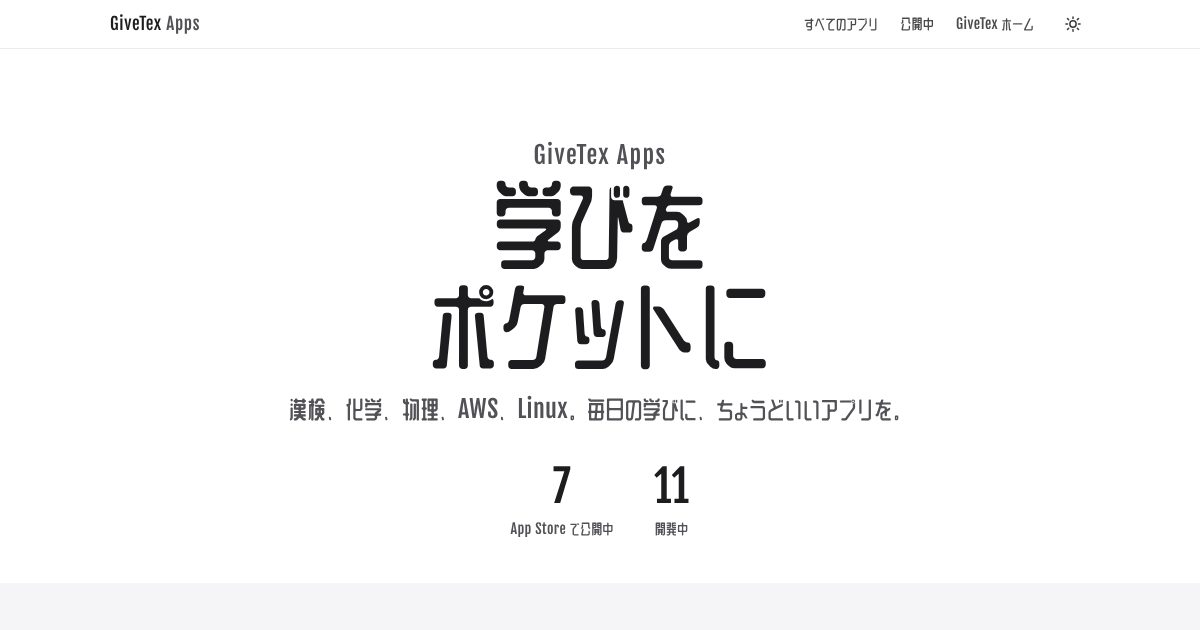 GiveTex Apps
すべてのアプリ 公開中 GiveTex ホーム
GiveTex Apps
学びを
ポケットに
漢検、化学、物理、AWS、Linux。毎日の学びに、ちょうどいいアプリを。
7 11
App Store で公開中 開発中